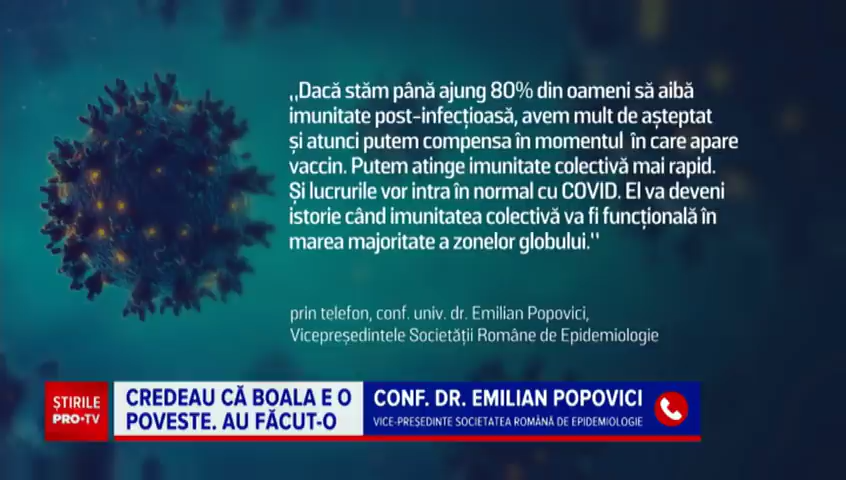 ,,Dacă stăm până ajung 80% din oameni să aibă
imunitate post-infecțioasă, avem mult de așteptat
și atunci putem compensa în momentul în care apare
vaccin. Putem atinge imunitate colectivă mai rapid.
Și lucrurile vor intra în normal cu COVID. El va deveni
istorie când imunitatea colectivă va fi funcțională în
marea majoritate a zonelor globului."
prin telefon, conf. univ. dr. Emilian Popovici,
Vicepreședintele Societății Române de Epidemiologie
ȘTIRILE
PRO•TV
CREDEAU CĂ BOALA E O
POVESTE. AU FĂCUT-O
CONF. DR. EMILIAN POPOVICI
VICE-PREȘEDINTE SOCIETATEA ROMÂNĂ DE EPIDEMIOLOGIE